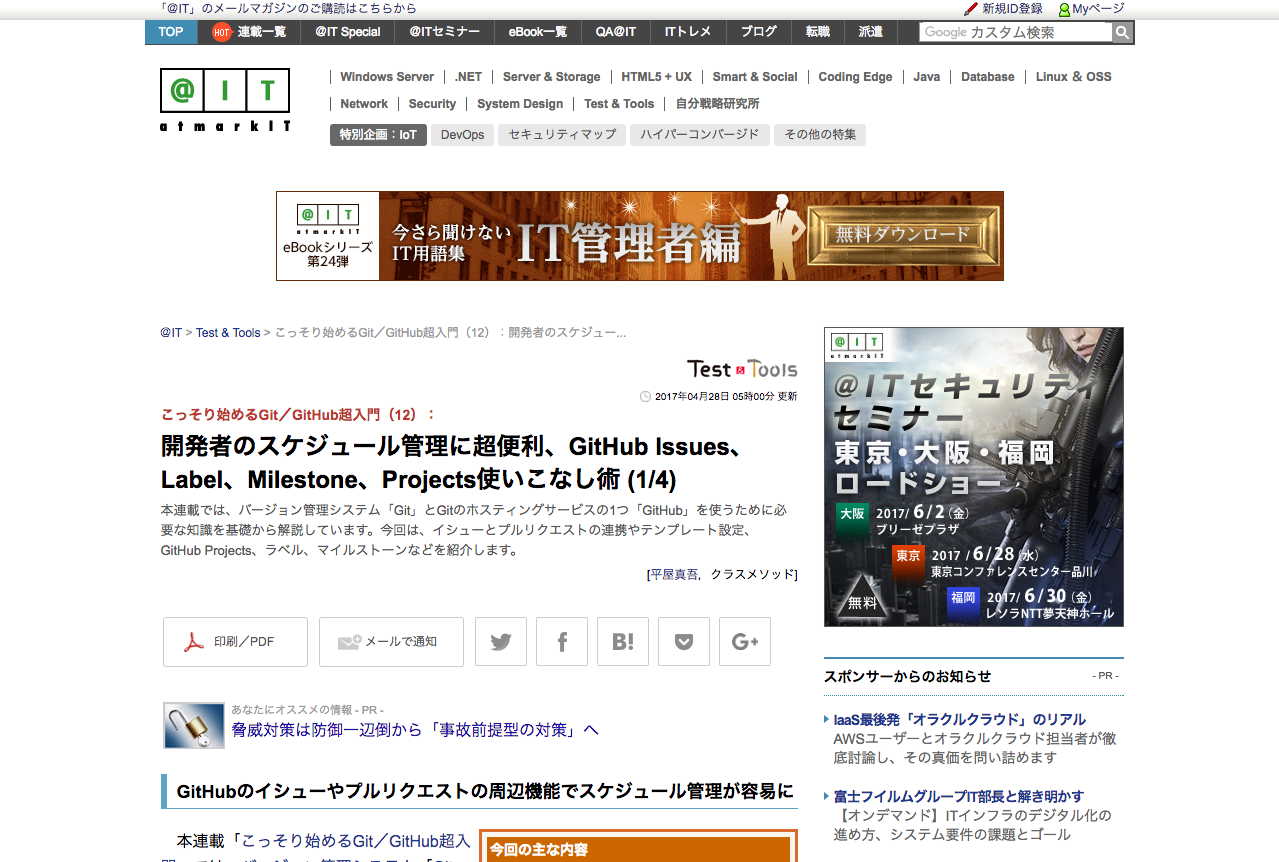 「@IT」のメールマガジンのご購読はこちらから
新規ID登録 Myページ
TOP HOT 連載一覧 @IT Special @ITセミナー eBook一覧 QA@IT ITトレメ ブログ 転職 派遣 Google カスタム検索
@IT
atmarkIT
Windows Server .NET Server & Storage HTML5 + UX Smart & Social Coding Edge Java Database Linux & OSS
Network Security System Design Test & Tools 自分戦略研究所
特別企画:IoT DevOps セキュリティマップ ハイパーコンバージド その他の特集
@IT
atmarkIT
eBookシリーズ
第24弾
今さら聞けない
IT用語集
IT管理者編
無料ダウンロード
@IT > Test & Tools > こっそり始めるGit/GitHub超入門(12):開発者のスケジュー...
Test & Tools
2017年04月28日 05時00分 更新
こっそり始めるGit/GitHub超入門(12):
開発者のスケジュール管理に超便利、GitHub Issues、
Label、Milestone、Projects使いこなし術 (1/4)
本連載では、バージョン管理システム「Git」とGitのホスティングサービスの1つ「GitHub」を使うために必
要な知識を基礎から解説しています。今回は、イシューとプルリクエストの連携やテンプレート設定、
GitHub Projects、ラベル、マイルストーンなどを紹介します。
[平屋真吾, クラスメソッド]
印刷/PDF メールで通知 f B! G+
あなたにオススメの情報 - PR -
脅威対策は防御一辺倒から「事故前提型の対策」へ
GitHubのイシューやプルリクエストの周辺機能でスケジュール管理が容易に
本連載「こっそり始めるGit/GitHub超入
今回の主な内容
@IT
atmarkIT
@ITセキュリティ
セミナー
東京・大阪・福岡
ロードショー
大阪 2017/ 6/2 (金)
ブリーゼプラザ
東京 2017 / 6/28 (水)
東京コンファレンスセンター品川
福岡 2017/ 6/30 (金)
レソラNTT夢天神ホール
無料
スポンサーからのお知らせ - PR -
IaaS最後発「オラクルクラウド」のリアル
AWSユーザーとオラクルクラウド担当者が徹
底討論し、その真価を問い詰めます
富士フイルムグループIT部長と解き明かす
【オンデマンド】ITインフラのデジタル化の
進め方、システム要件の課題とゴール